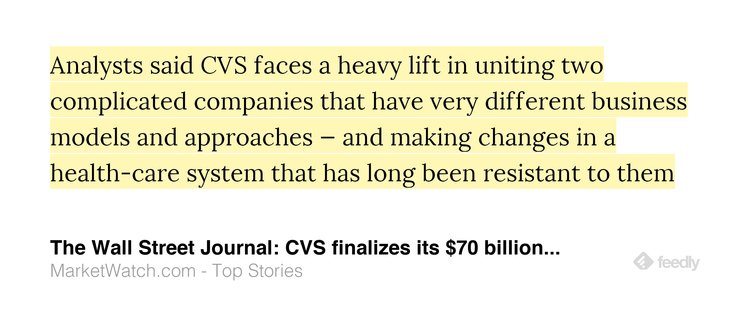 Analysts said CVS faces a heavy lift in uniting two
complicated companies that have very different business
models and approaches — and making changes in a
health-care system that has long been resistant to them
The Wall Street Journal: CVS finalizes its $70 billion...
MarketWatch.com - Top Stories
feedly